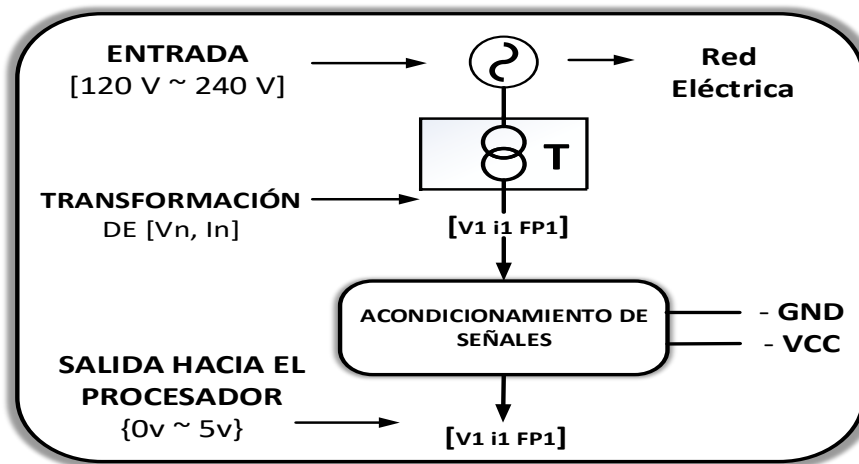 ENTRADA
[120 V ~ 240 V]
Red
Eléctrica
T
TRANSFORMACIÓN
DE [Vn, In]
[V1 i1 FP1]
ACONDICIONAMIENTO DE
SEÑALES
- GND
- VCC
SALIDA HACIA EL
PROCESADOR
{0v ~ 5v}
[V1 i1 FP1]